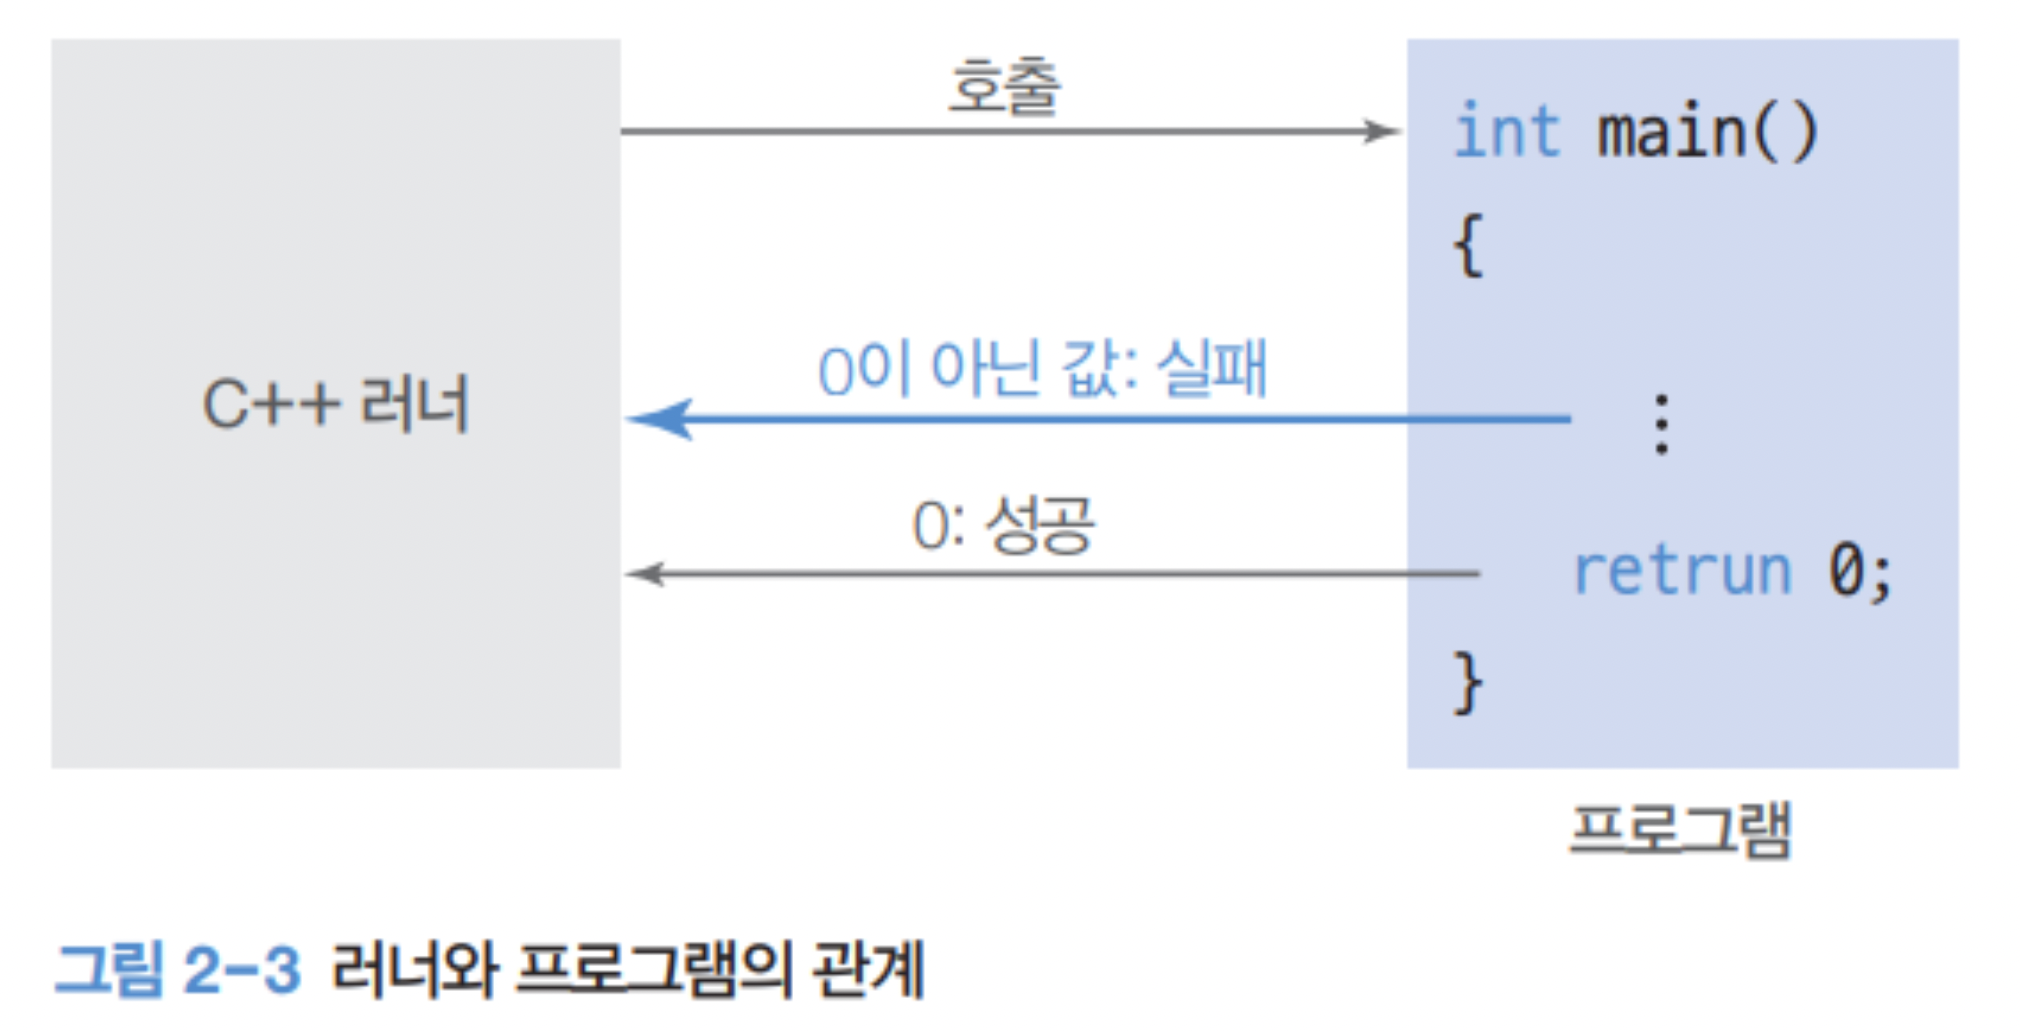 호출
int main()
{
0이 아닌 값: 실패
C++ 러너
⋮
0: 성공
retrun 0;
}
프로그램
그림 2-3 러너와 프로그램의 관계